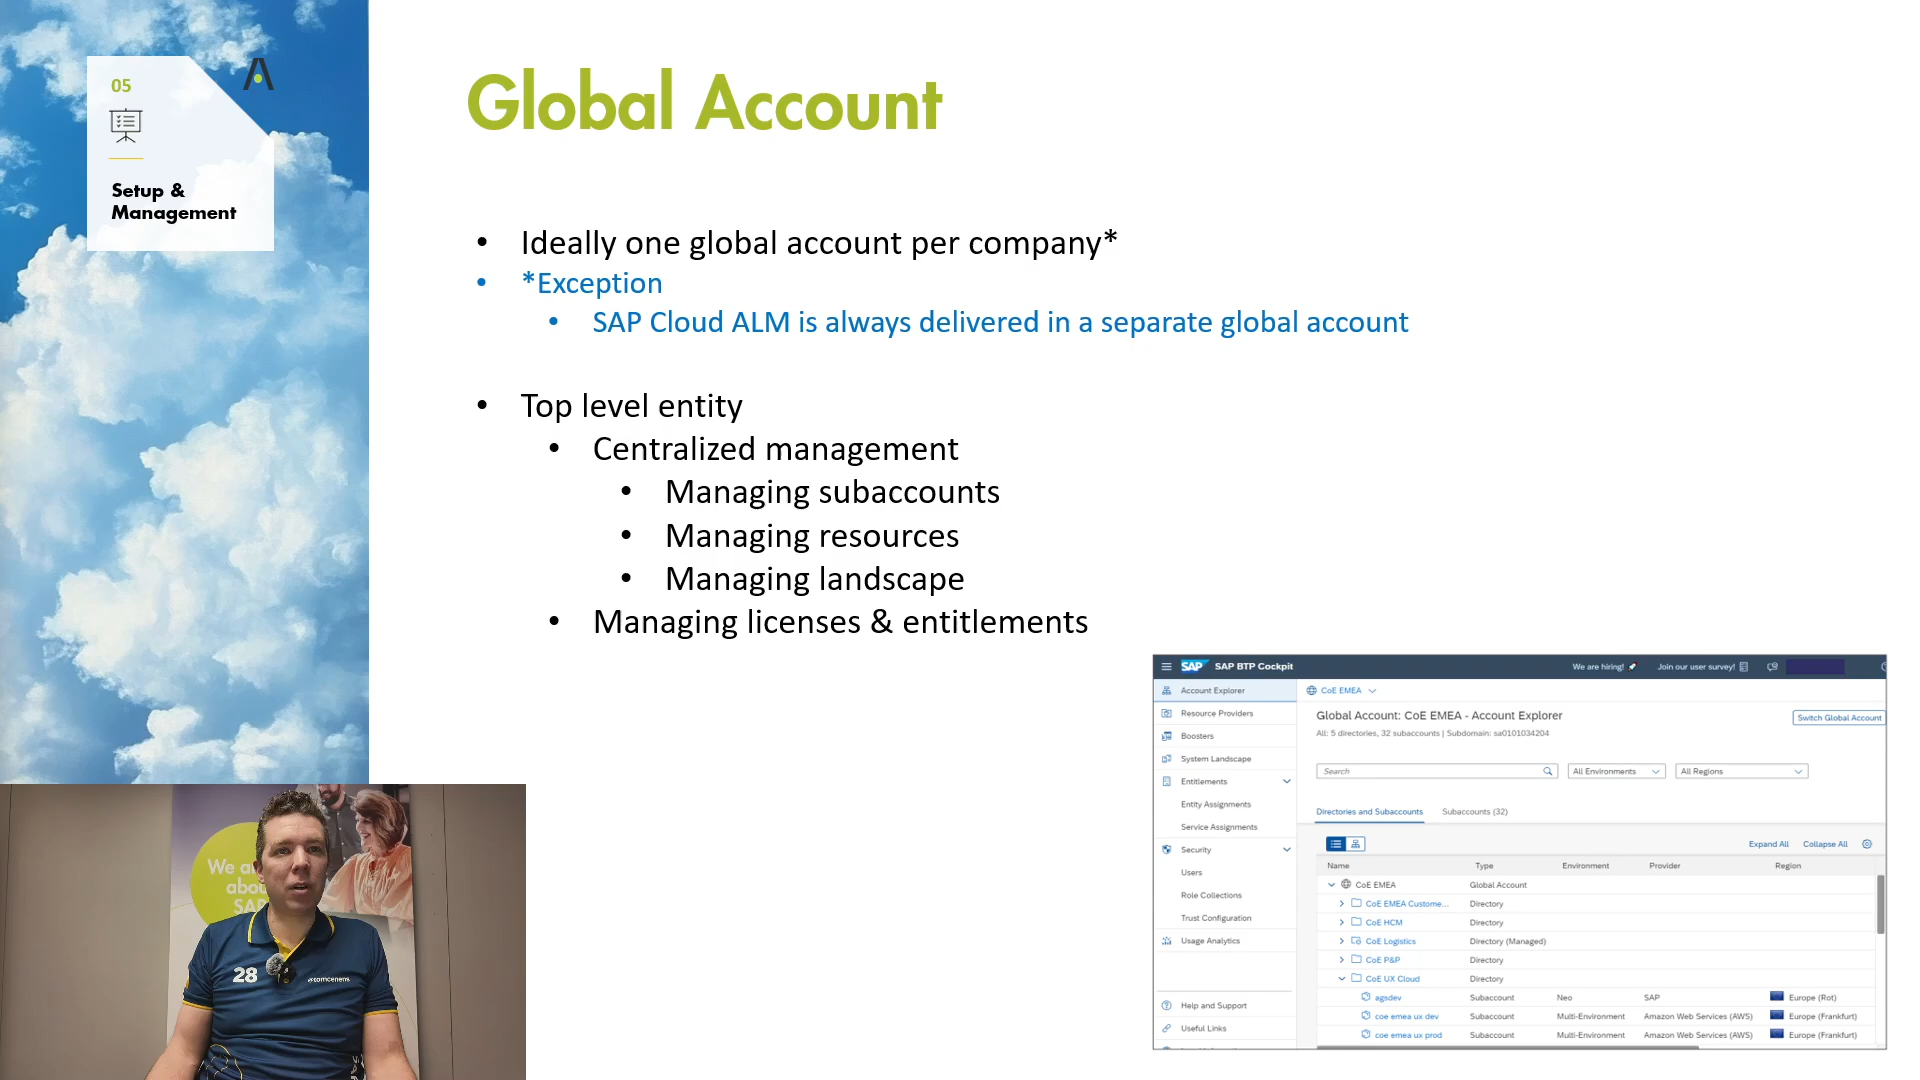 05
Setup &
Management
Global Account
• Ideally one global account per company*
• *Exception
• SAP Cloud ALM is always delivered in a separate global account
• Top level entity
• Centralized management
• Managing subaccounts
• Managing resources
• Managing landscape
• Managing licenses & entitlements
SAP SAP BTP Cockpit
We are hiring!
Join our user survey!
Account Explorer
Resource Providers
Boosters
System Landscape
Entitlements
Entity Assignments
Service Assignments
Security
Users
Role Collections
Trust Configuration
Usage Analytics
Help and Support
Useful Links
CoE EMEA
Global Account: CoE EMEA - Account Explorer
Switch Global Account
All: 5 directories, 32 subaccounts | Subdomain: sa0101034204
Search
All Environments
All Regions
Directories and Subaccounts
Subaccounts (32)
Expand All Collapse All
Name Type Environment Provider Region
CoE EMEA Global Account
CoE EMEA Custome... Directory
CoE HCM Directory
CoE Logistics Directory (Managed)
CoE P&P Directory
CoE UX Cloud Directory
agsdev Subaccount Neo SAP Europe (Rot)
coe emea ux dev Subaccount Multi-Environment Amazon Web Services (AWS) Europe (Frankfurt)
coe emea ux prod Subaccount Multi-Environment Amazon Web Services (AWS) Europe (Frankfurt)
We
SAP
28